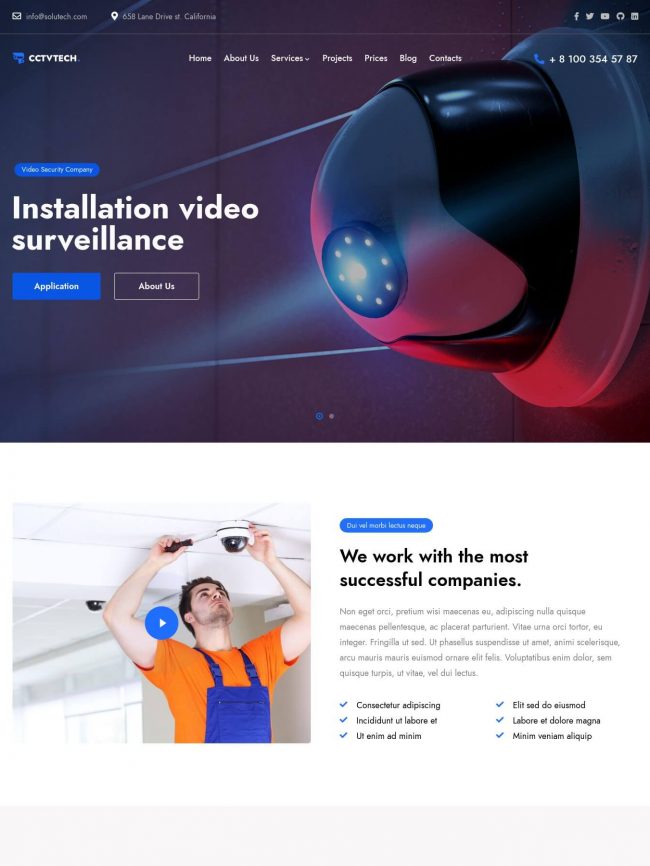 info@solutech.com
658 Lane Drive st. California
CCTVTECH.
Home About Us Services Projects Prices Blog Contacts
+ 8 100 354 57 87
Video Security Company
Installation video
surveillance
Application
About Us
Dui vel morbi lectus neque
We work with the most
successful companies.
Non eget orci, pretium wisi maecenas eu, adipiscing nulla quisque
maecenas pellentesque, ac placerat parturient. Vitae urna orci tortor, eu
integer. Fringilla ut sed. Ut phasellus suspendisse ut amet, animi scelerisque,
arcu mauris mauris euismod ornare elit felis. Voluptatibus enim dolor, sem
quisque turpis, ut vitae, vel dui lectus.
Consectetur adipiscing
Incididunt ut labore et
Ut enim ad minim
Elit sed do eiusmod
Labore et dolore magna
Minim veniam aliquip